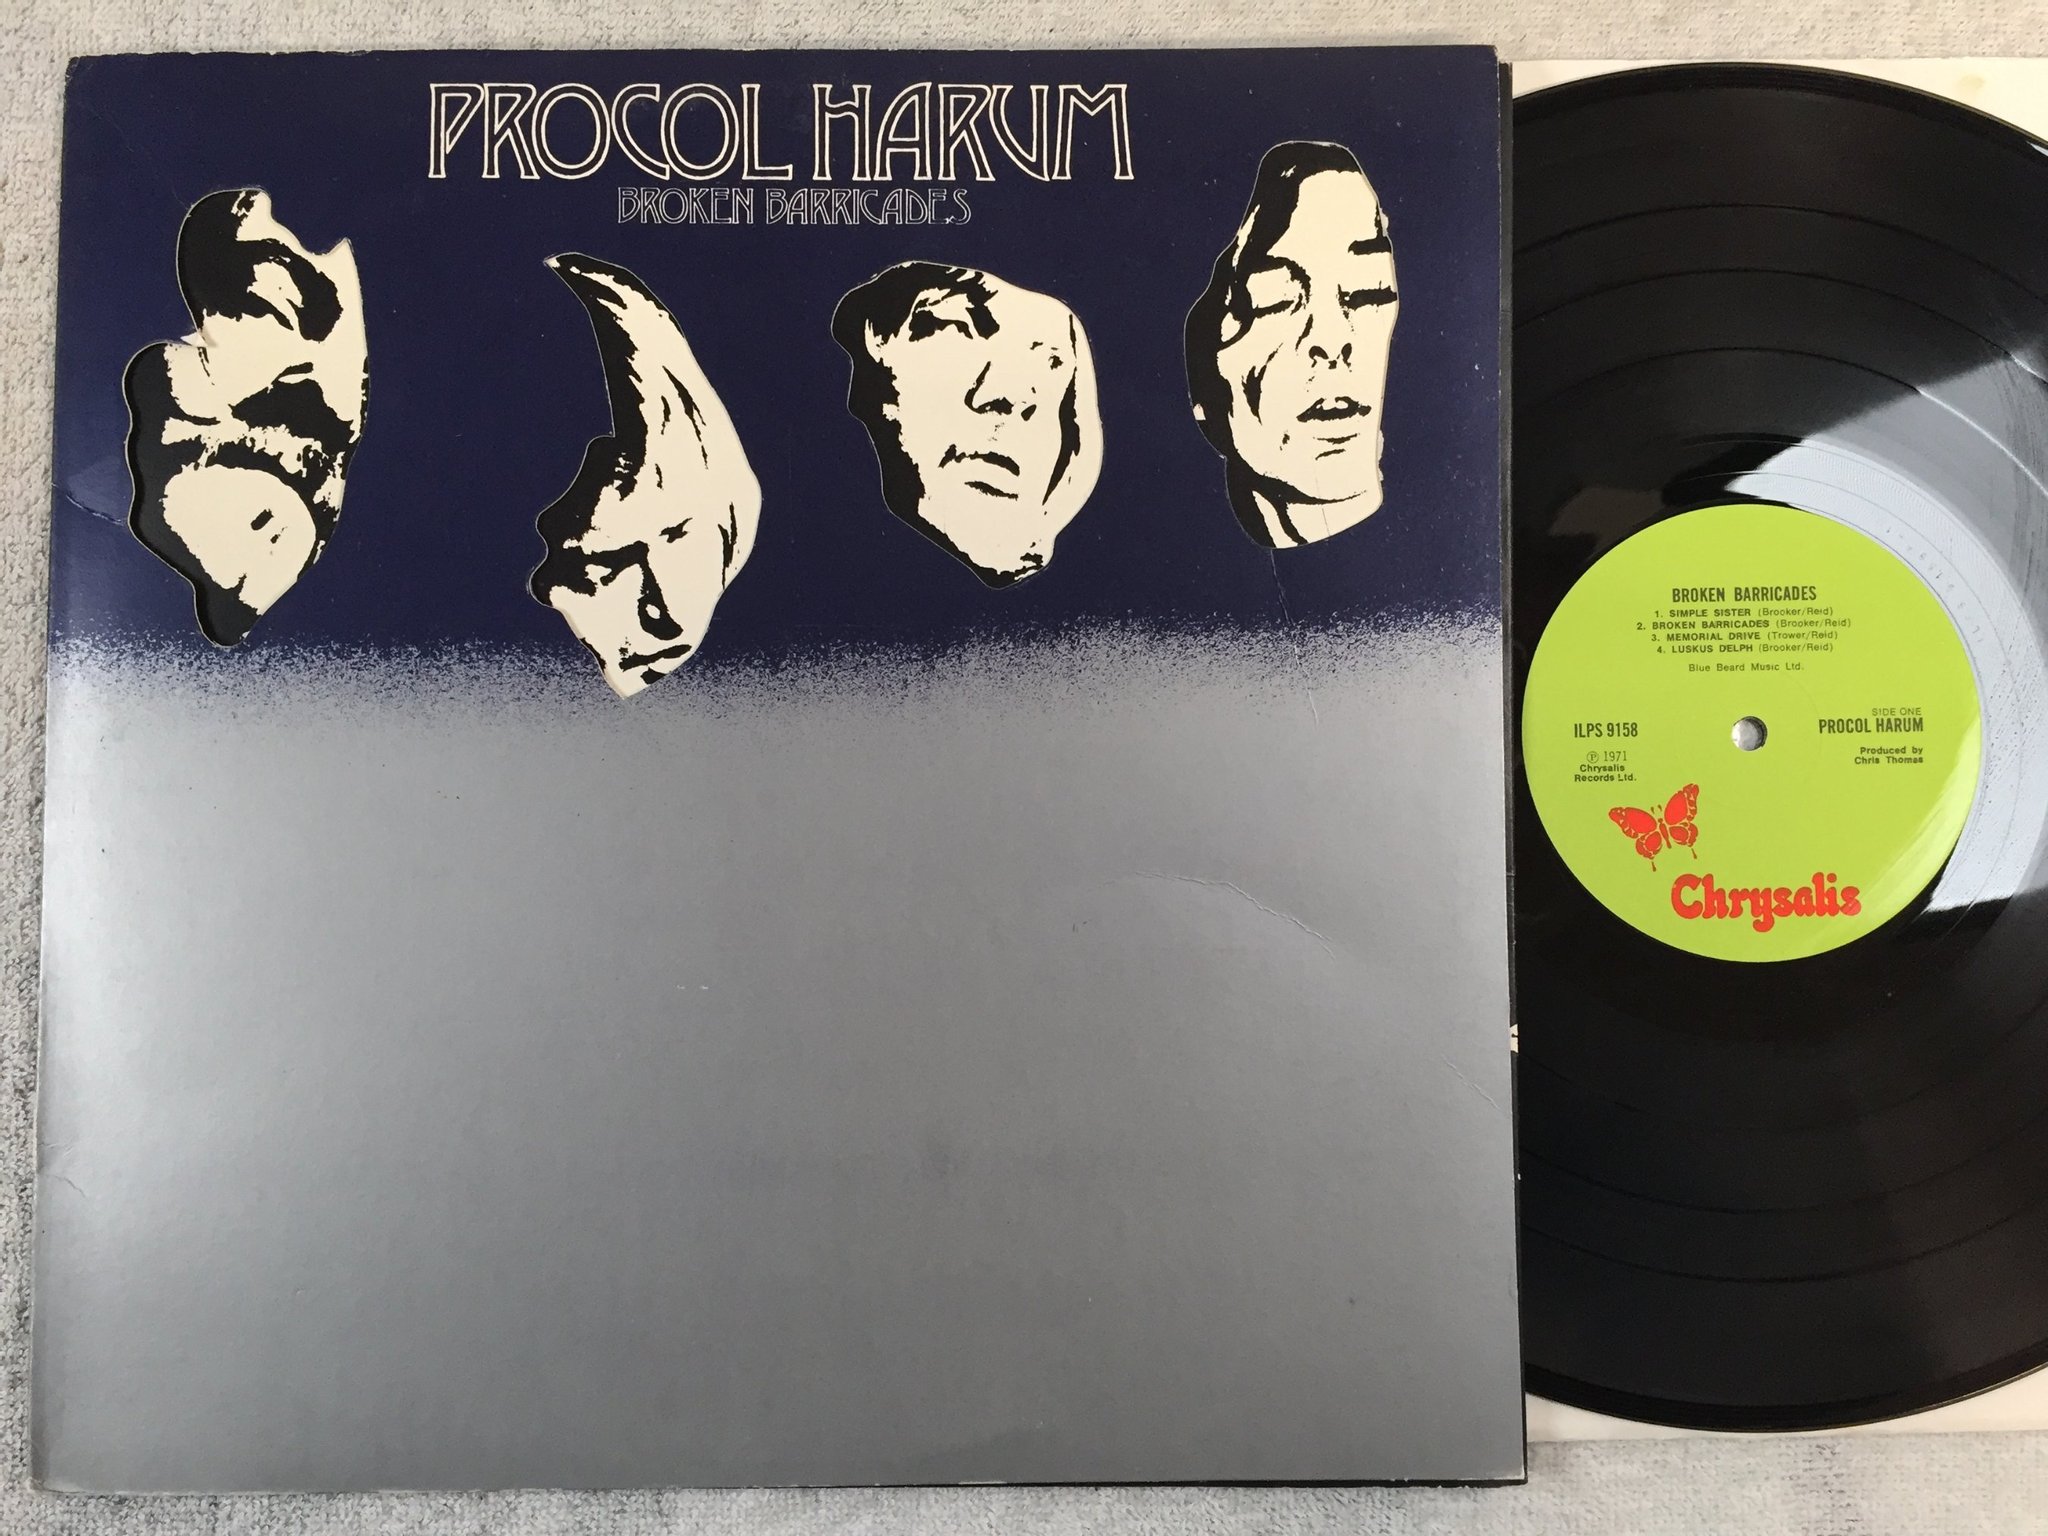 PROCOL HARUM
BROKEN BARRICADES
BROKEN BARRICADES
1. SIMPLE SISTER (Brooker/Reid)
2. BROKEN BARRICADES (Brooker/Reid)
3. MEMORIAL DRIVE (Trower/Reid)
4. LUSKUS DELPH (Brooker/Reid)
Blue Beard Music Ltd.
ILPS 9158
℗ 1971
Chrysalis
Records Ltd.
SIDE ONE
PROCOL HARUM
Produced by
Chris Thomas
Chrysalis